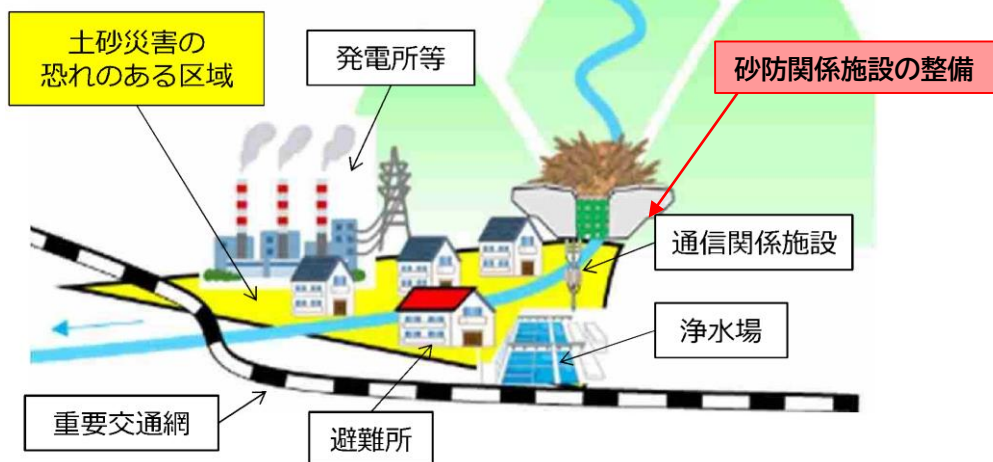 土砂災害の
恐れのある区域
発電所等
砂防関係施設の整備
通信関係施設
浄水場
重要交通網
避難所